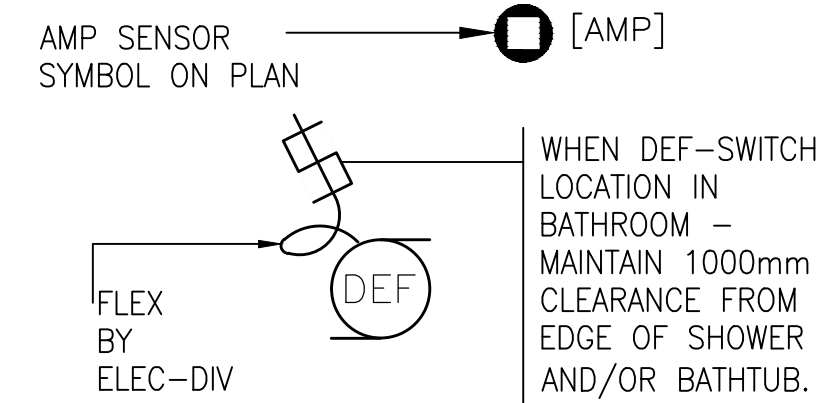 AMP SENSOR
SYMBOL ON PLAN
[AMP]
WHEN DEF-SWITCH
LOCATION IN
BATHROOM -
MAINTAIN 1000mm
CLEARANCE FROM
EDGE OF SHOWER
AND/OR BATHTUB.
DEF
FLEX
BY
ELEC-DIV